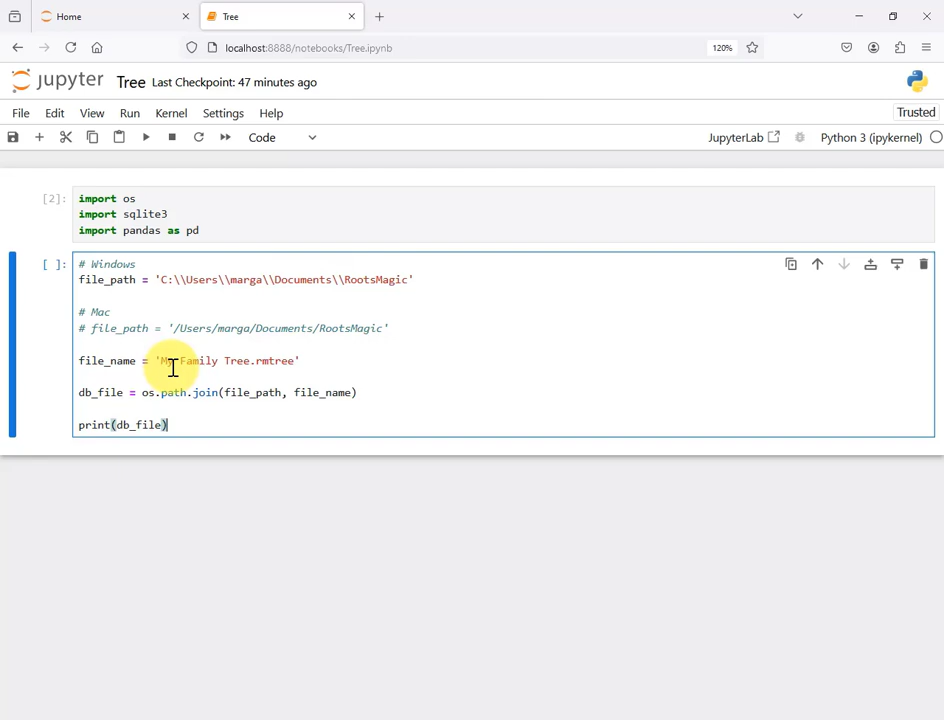 Home
Tree
localhost:8888/notebooks/Tree.ipynb
120%
jupyter Tree Last Checkpoint: 47 minutes ago
File Edit View Run Kernel Settings Help
Trusted
Code
JupyterLab
Python 3 (ipykernel)
[2]:
import os
import sqlite3
import pandas as pd
[ ]:
# Windows
file_path = 'C:\\Users\\marga\\Documents\\RootsMagic'
# Mac
# file_path = '/Users/marga/Documents/RootsMagic'
file_name = 'My Family Tree.rmtree'
db_file = os.path.join(file_path, file_name)
print(db_file)